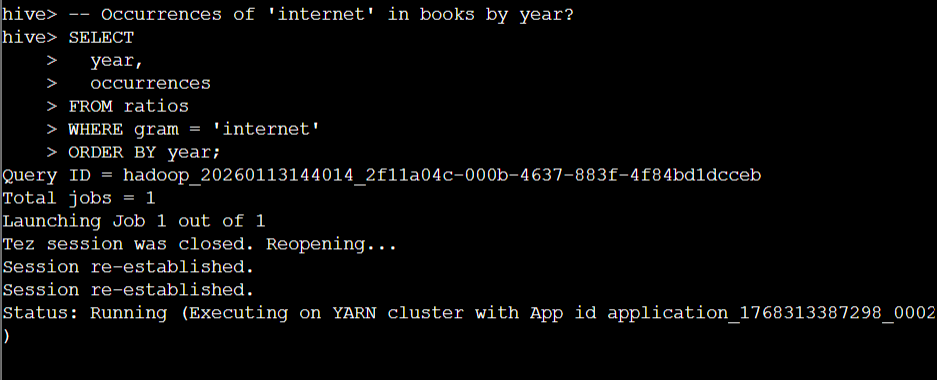 hive> -- Occurrences of 'internet' in books by year?
hive> SELECT
    >   year,
    >   occurrences
    > FROM ratios
    > WHERE gram = 'internet'
    > ORDER BY year;
Query ID = hadoop_20260113144014_2f11a04c-000b-4637-883f-4f84bd1dcceb
Total jobs = 1
Launching Job 1 out of 1
Tez session was closed. Reopening...
Session re-established.
Session re-established.
Status: Running (Executing on YARN cluster with App id application_1768313387298_0002
)